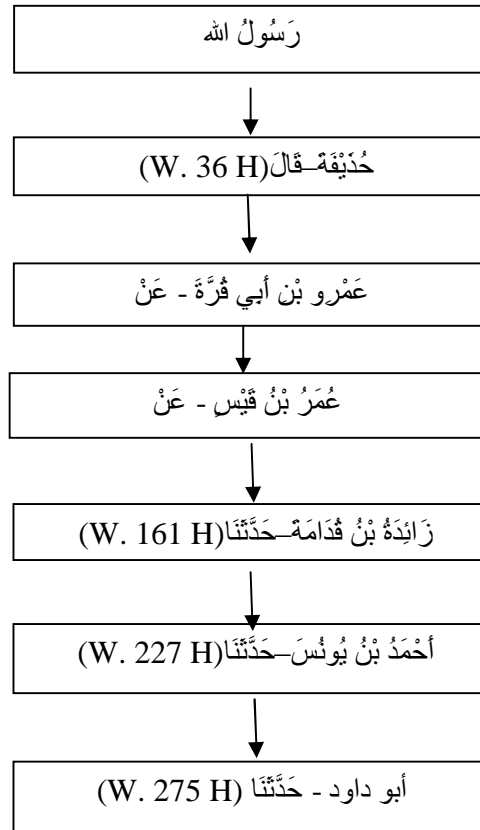 رَسُولُ الله
حُذَيْفَةَ–قَالَ(W. 36 H)
عَمْرِو بْنِ أَبِي قُرَّةَ - عَنْ
عُمَرُ بْنُ قَيْسٍ - عَنْ
زَائِدَةُ بْنُ قُدَامَةَ–حَدَّثَنَا(W. 161 H)
أَحْمَدُ بْنُ يُونُسَ–حَدَّثَنَا(W. 227 H)
أبو داود - حَدَّثَنَا (W. 275 H)